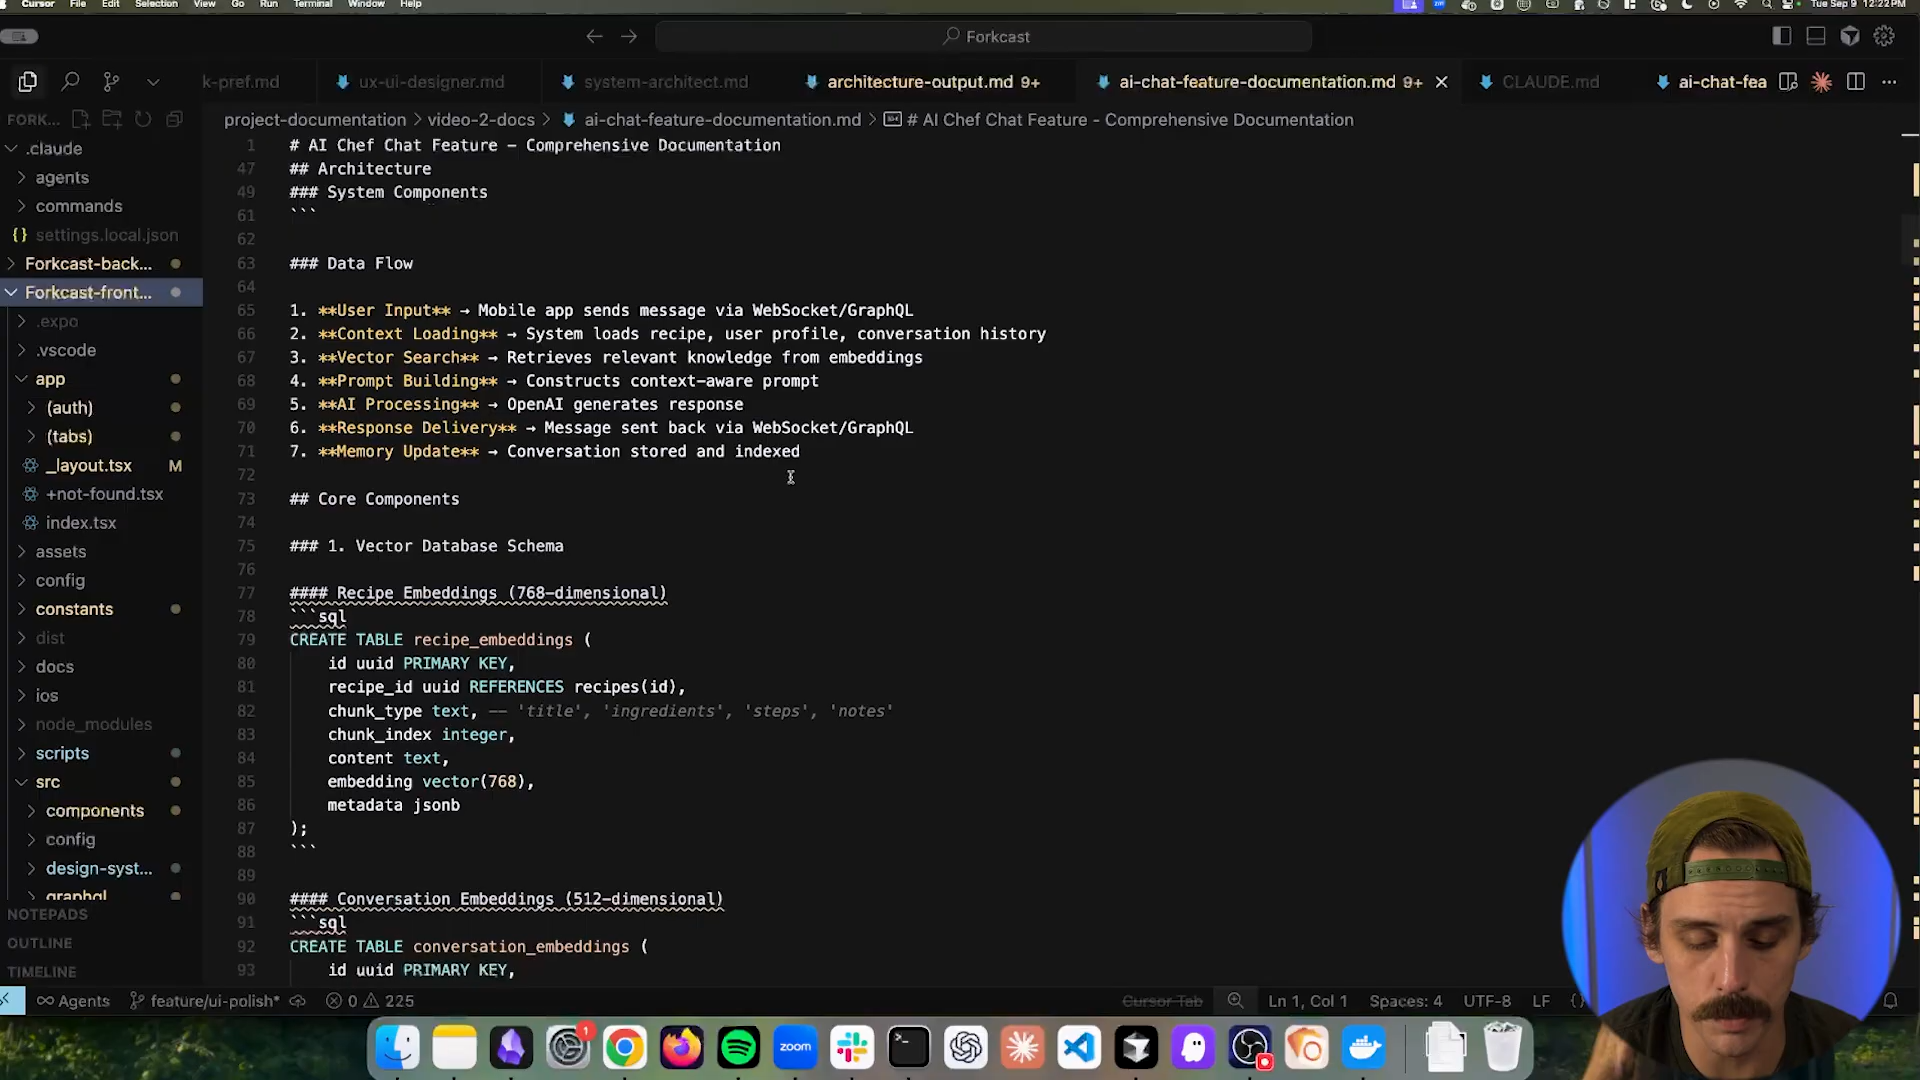 Cursor File Edit Selection View Go Run Terminal Window Help
Tue Sep 9 12:22 PM
Forkcast
k-pref.md
ux-ui-designer.md
system-architect.md
architecture-output.md 9+
ai-chat-feature-documentation.md 9+
CLAUDE.md
ai-chat-fea
FORK...
project-documentation > video-2-docs > ai-chat-feature-documentation.md > # AI Chef Chat Feature - Comprehensive Documentation
.claude
agents
commands
{} settings.local.json
Forkcast-back...
Forkcast-front...
.expo
.vscode
app
(auth)
(tabs)
_layout.tsx M
+not-found.tsx
index.tsx
assets
config
constants
dist
docs
ios
node_modules
scripts
src
components
config
design-syst...
graphql
NOTEPADS
OUTLINE
TIMELINE
1 # AI Chef Chat Feature - Comprehensive Documentation
47 ## Architecture
49 ### System Components
61 ```
62
63 ### Data Flow
64
65 1. **User Input** → Mobile app sends message via WebSocket/GraphQL
66 2. **Context Loading** → System loads recipe, user profile, conversation history
67 3. **Vector Search** → Retrieves relevant knowledge from embeddings
68 4. **Prompt Building** → Constructs context-aware prompt
69 5. **AI Processing** → OpenAI generates response
70 6. **Response Delivery** → Message sent back via WebSocket/GraphQL
71 7. **Memory Update** → Conversation stored and indexed
72
73 ## Core Components
74
75 ### 1. Vector Database Schema
76
77 #### Recipe Embeddings (768-dimensional)
78 ```sql
79 CREATE TABLE recipe_embeddings (
80 id uuid PRIMARY KEY,
81 recipe_id uuid REFERENCES recipes(id),
82 chunk_type text, -- 'title', 'ingredients', 'steps', 'notes'
83 chunk_index integer,
84 content text,
85 embedding vector(768),
86 metadata jsonb
87 );
88 ```
89
90 #### Conversation Embeddings (512-dimensional)
91 ```sql
92 CREATE TABLE conversation_embeddings (
93 id uuid PRIMARY KEY,
Agents feature/ui-polish* 0 225
Cursor Tab Ln 1, Col 1 Spaces: 4 UTF-8 LF {}
1
zoom